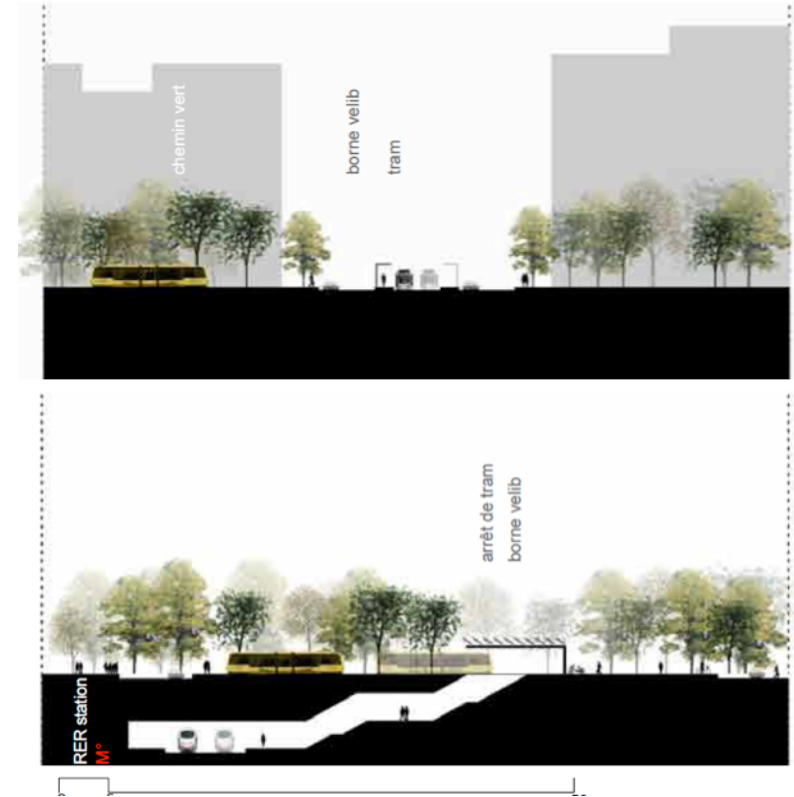 chemin vert
borne velib
tram
arrêt de tram
borne velib
RER station
M°